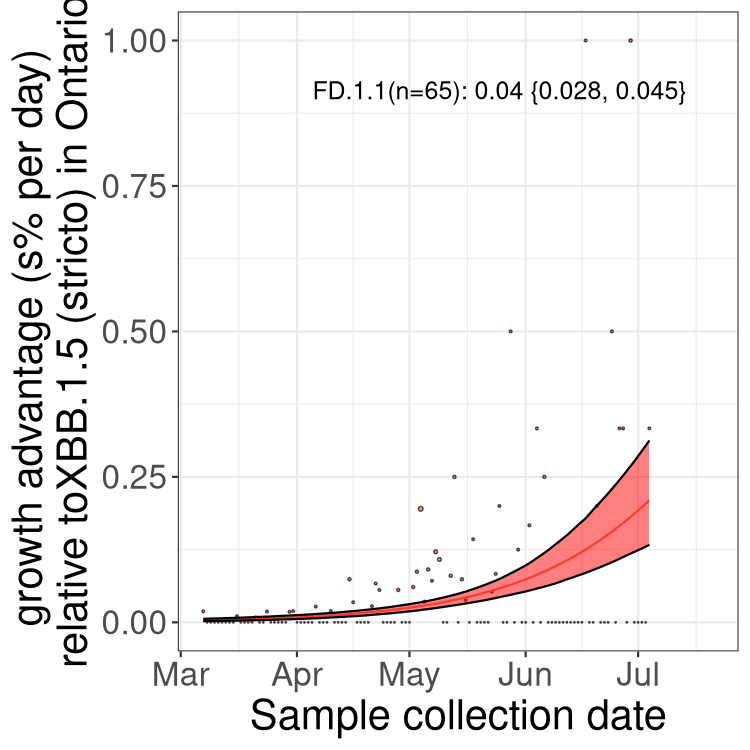 growth advantage (s% per day)
relative toXBB.1.5 (stricto) in Ontario
1.00
0.75
0.50
0.25
0.00
FD.1.1(n=65): 0.04 {0.028, 0.045}
Mar
Apr
May
Jun
Jul
Sample collection date